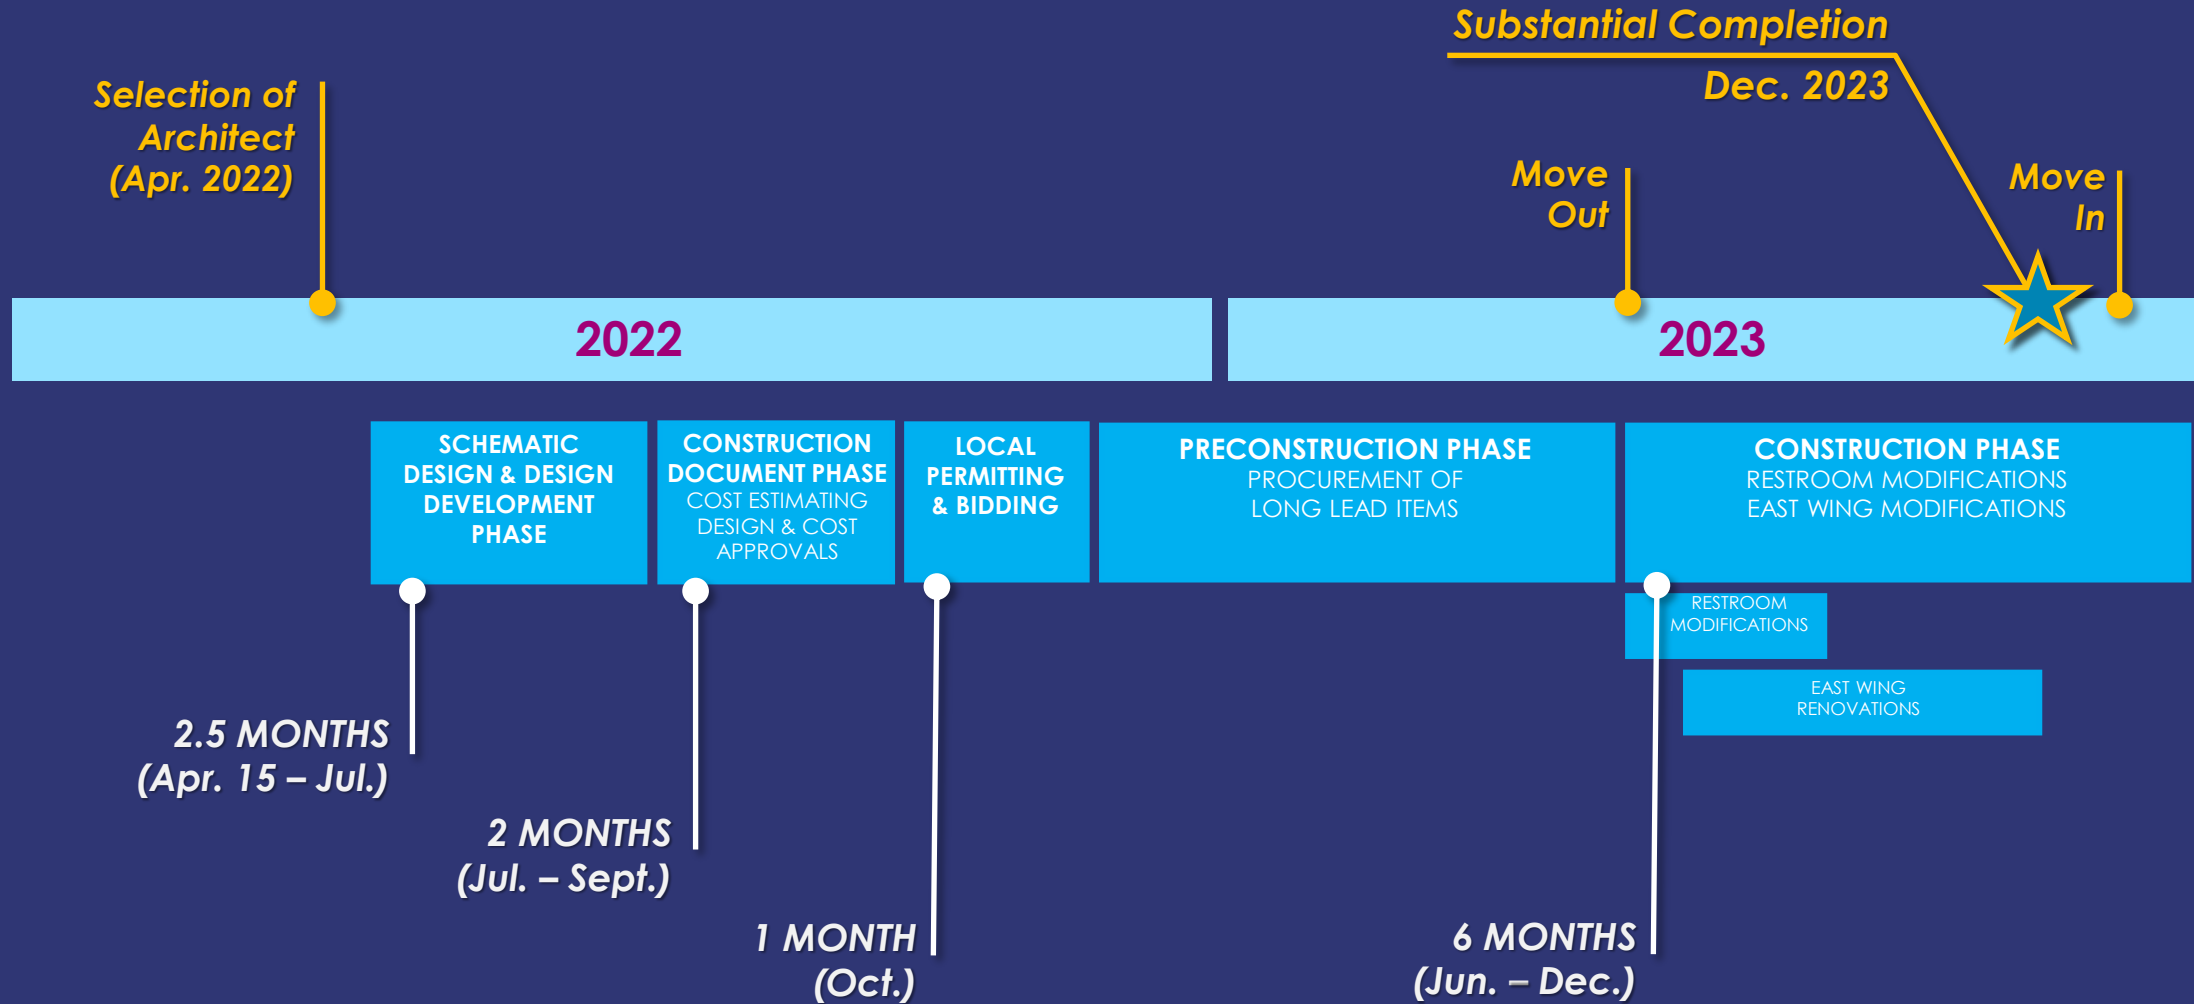 Substantial Completion
Dec. 2023
Selection of
Architect
(Apr. 2022)
Move
Out
Move
In
2022
2023
SCHEMATIC
DESIGN & DESIGN
DEVELOPMENT
PHASE
CONSTRUCTION
DOCUMENT PHASE
COST ESTIMATING
DESIGN & COST
APPROVALS
LOCAL
PERMITTING
& BIDDING
PRECONSTRUCTION PHASE
PROCUREMENT OF
LONG LEAD ITEMS
CONSTRUCTION PHASE
RESTROOM MODIFICATIONS
EAST WING MODIFICATIONS
RESTROOM
MODIFICATIONS
EAST WING
RENOVATIONS
2.5 MONTHS
(Apr. 15 – Jul.)
2 MONTHS
(Jul. – Sept.)
1 MONTH
(Oct.)
6 MONTHS
(Jun. – Dec.)